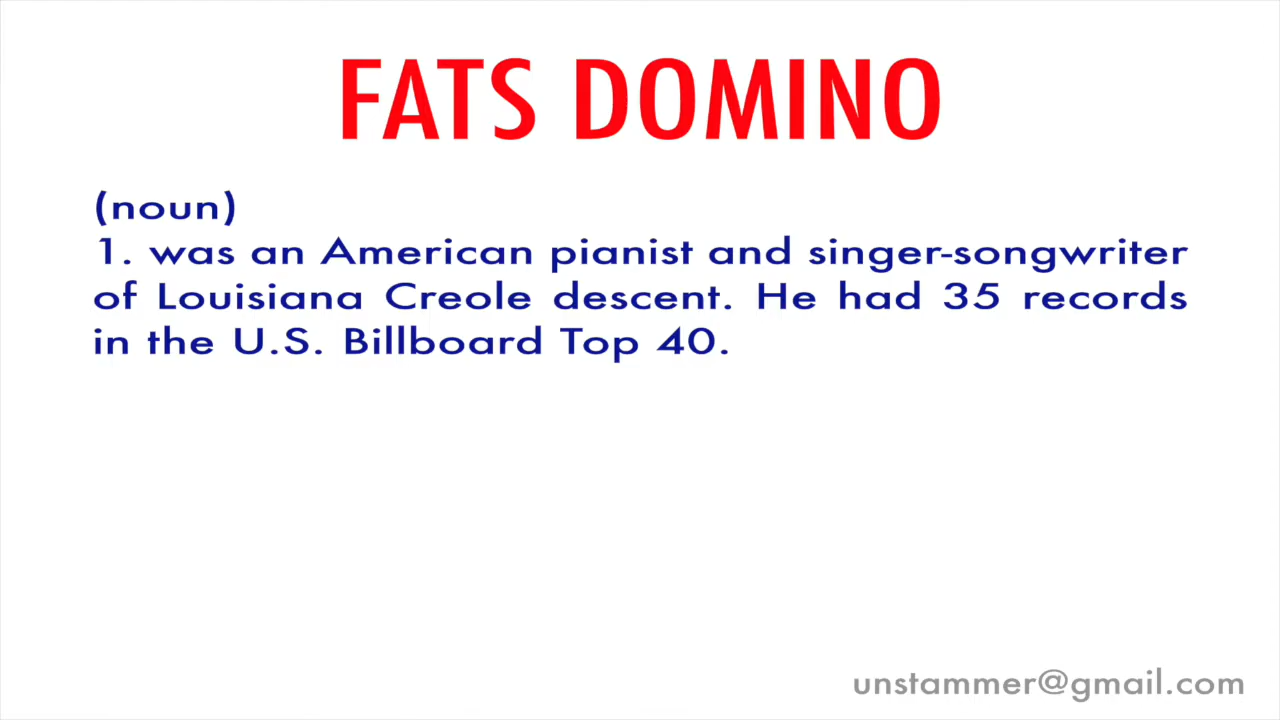 FATS DOMINO
(noun)
1. was an American pianist and singer-songwriter
of Louisiana Creole descent. He had 35 records
in the U.S. Billboard Top 40.
unstammer@gmail.com